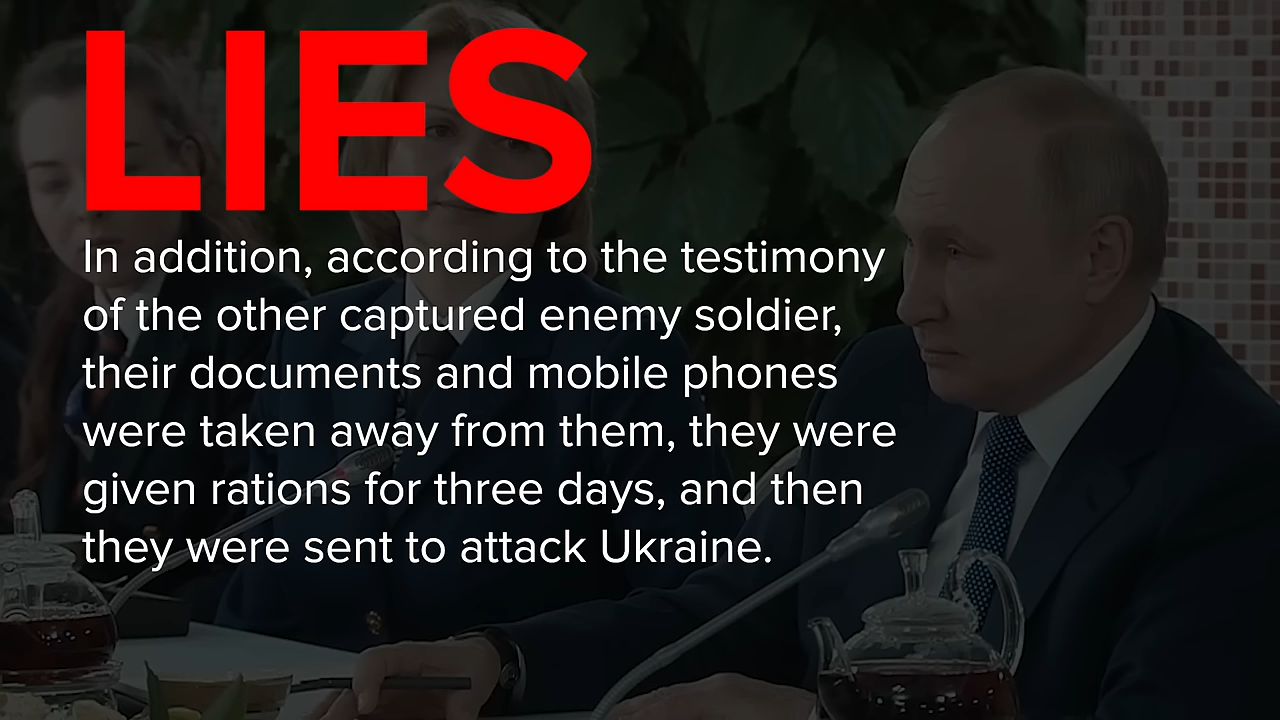 LIES
In addition, according to the testimony
of the other captured enemy soldier,
their documents and mobile phones
were taken away from them, they were
given rations for three days, and then
they were sent to attack Ukraine.